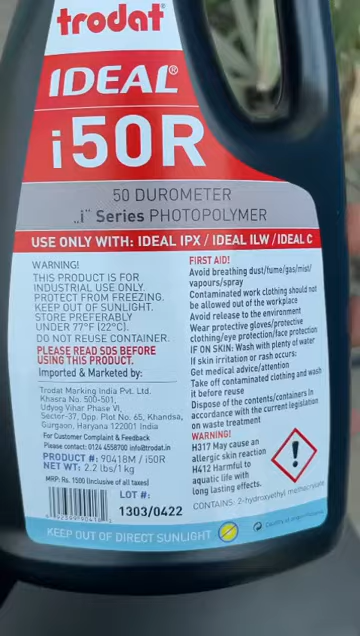 trodat®
IDEAL®
i50R
50 DUROMETER
„i" Series PHOTOPOLYMER
USE ONLY WITH: IDEAL IPX / IDEAL ILW / IDEAL C
WARNING!
THIS PRODUCT IS FOR
INDUSTRIAL USE ONLY.
PROTECT FROM FREEZING.
KEEP OUT OF SUNLIGHT.
STORE PREFERABLY
UNDER 77°F [22°C].
DO NOT REUSE CONTAINER.
PLEASE READ SDS BEFORE
USING THIS PRODUCT.
Imported & Marketed by:
Trodat Marking India Pvt. Ltd.
Khasra No. 500-501,
Udyog Vihar Phase VI,
Sector-37, Opp. Plot No. 65, Khandsa,
Gurgaon, Haryana 122001 India
For Customer Complaint & Feedback
Please contact: 0124 4558700 info@trodat.in
PRODUCT #: 90418M / i50R
NET WT: 2.2 lbs/1kg
MRP: Rs. 1500 (Inclusive of all taxes)
LOT #:
1303/0422
FIRST AID!
Avoid breathing dust/fume/gas/mist/
vapours/spray
Contaminated work clothing should not
be allowed out of the workplace
Avoid release to the environment
Wear protective gloves/protective
clothing/eye protection/face protection
IF ON SKIN: Wash with plenty of water
If skin irritation or rash occurs:
Get medical advice/attention
Take off contaminated clothing and wash
it before reuse
Dispose of the contents/containers in
accordance with the current legislation
on waste treatment
WARNING!
H317 May cause an
allergic skin reaction
H412 Harmful to
aquatic life with
long lasting effects.
CONTAINS: 2-hydroxyethyl methacrylate
KEEP OUT OF DIRECT SUNLIGHT